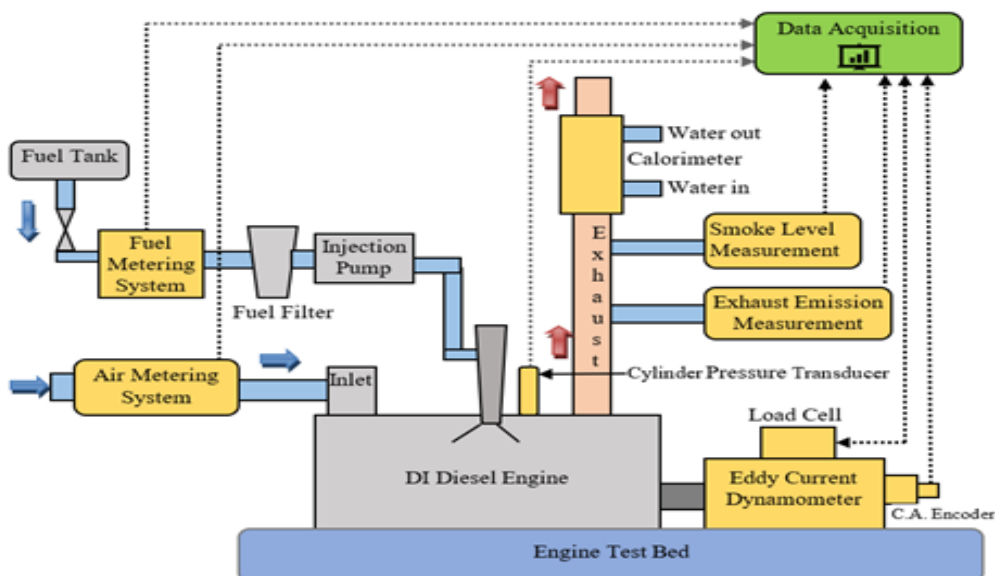 Data Acquisition
Fuel Tank
Water out
Calorimeter
Water in
Fuel
Metering
System
Injection
Pump
Fuel Filter
Exhaust
Smoke Level
Measurement
Exhaust Emission
Measurement
Air Metering
System
Inlet
Cylinder Pressure Transducer
Load Cell
DI Diesel Engine
Eddy Current
Dynamometer
C.A. Encoder
Engine Test Bed